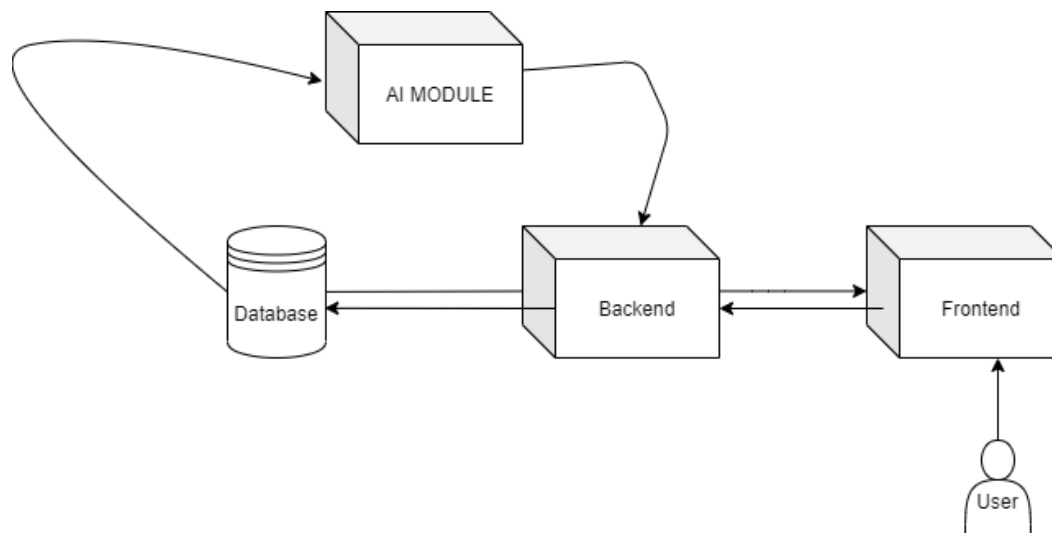 AI MODULE
Database
Backend
Frontend
User